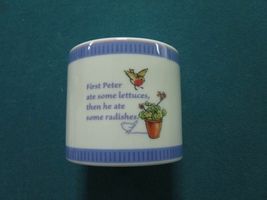 First Peter
ate some lettuces,
then he ate
some radishes.